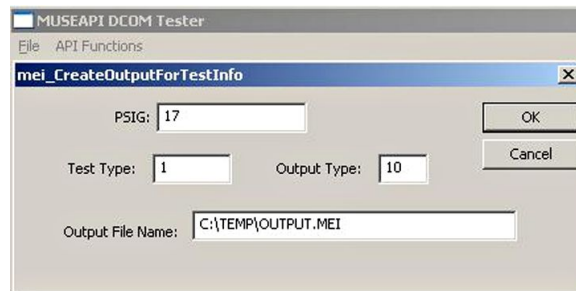 MUSEAPI DCOM Tester
File API Functions
mei_CreateOutputForTestInfo
PSIG: 17
OK
Test Type: 1 Output Type: 10
Cancel
Output File Name: C:\TEMP\OUTPUT.MEI